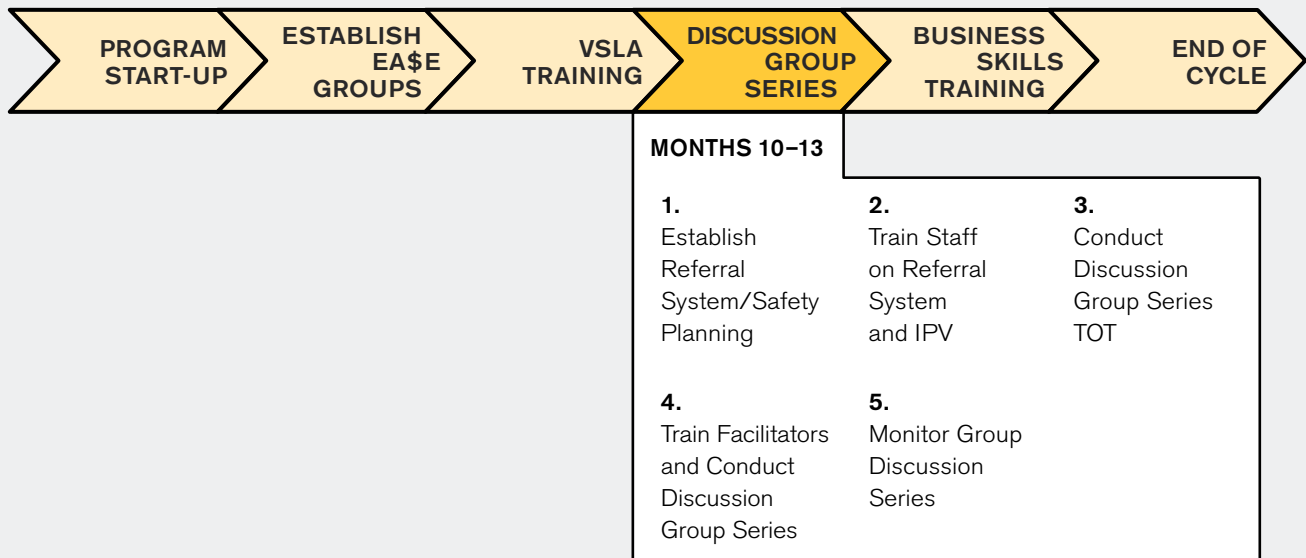 PROGRAM
START-UP
ESTABLISH
EA$E
GROUPS
VSLA
TRAINING
DISCUSSION
GROUP
SERIES
BUSINESS
SKILLS
TRAINING
END OF
CYCLE
MONTHS 10–13
1.
Establish
Referral
System/Safety
Planning
2.
Train Staff
on Referral
System
and IPV
3.
Conduct
Discussion
Group Series
TOT
4.
Train Facilitators
and Conduct
Discussion
Group Series
5.
Monitor Group
Discussion
Series